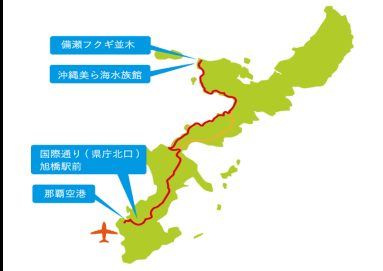 備瀬フクギ並木
沖縄美ら海水族館
国際通り(県庁北口)
旭橋駅前
那覇空港